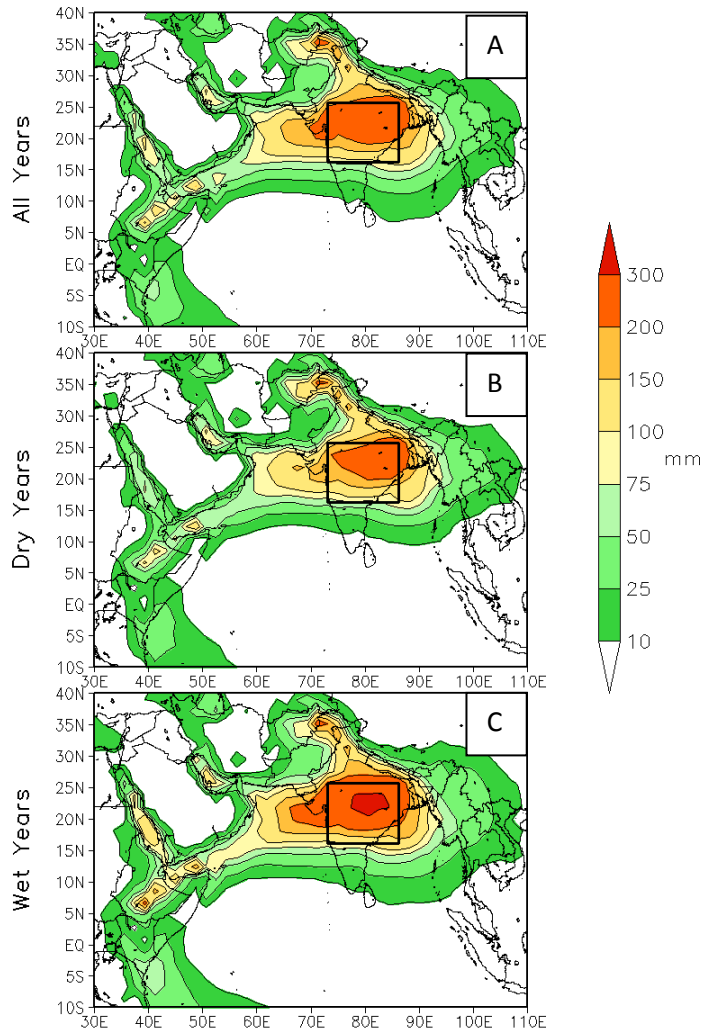 A
40N
35N
30N
25N
20N
15N
10N
5N
EQ
5S
10S
30E 40E 50E 60E 70E 80E 90E 100E 110E
All Years
B
40N
35N
30N
25N
20N
15N
10N
5N
EQ
5S
10S
30E 40E 50E 60E 70E 80E 90E 100E 110E
Dry Years
C
40N
35N
30N
25N
20N
15N
10N
5N
EQ
5S
10S
30E 40E 50E 60E 70E 80E 90E 100E 110E
Wet Years
300
200
150
100
mm
75
50
25
10